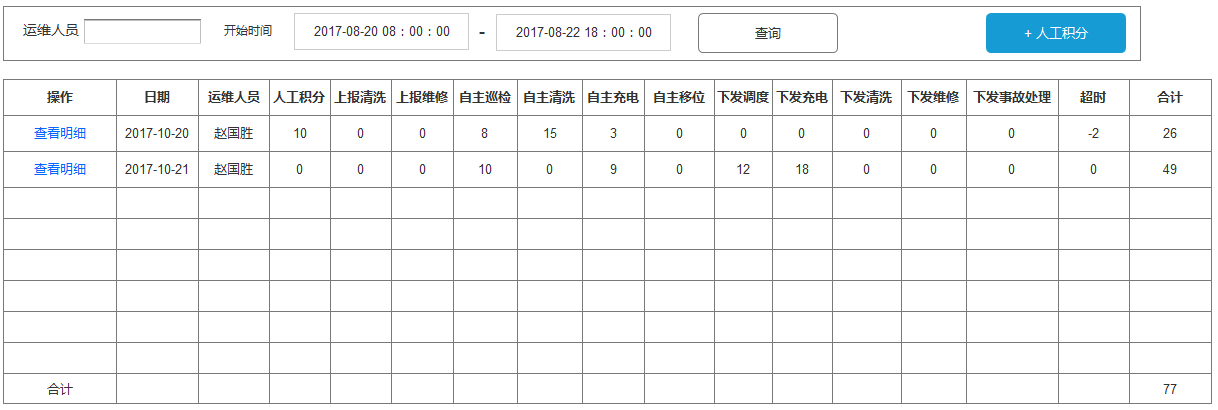 运维人员 开始时间 2017-08-20 08：00：00 - 2017-08-22 18：00：00 查询 + 人工积分
操作 日期 运维人员 人工积分 上报清洗 上报维修 自主巡检 自主清洗 自主充电 自主移位 下发调度 下发充电 下发清洗 下发维修 下发事故处理 超时 合计
查看明细 2017-10-20 赵国胜 10 0 0 8 15 3 0 0 0 0 0 0 -2 26
查看明细 2017-10-21 赵国胜 0 0 0 10 0 9 0 12 18 0 0 0 0 49
合计 77